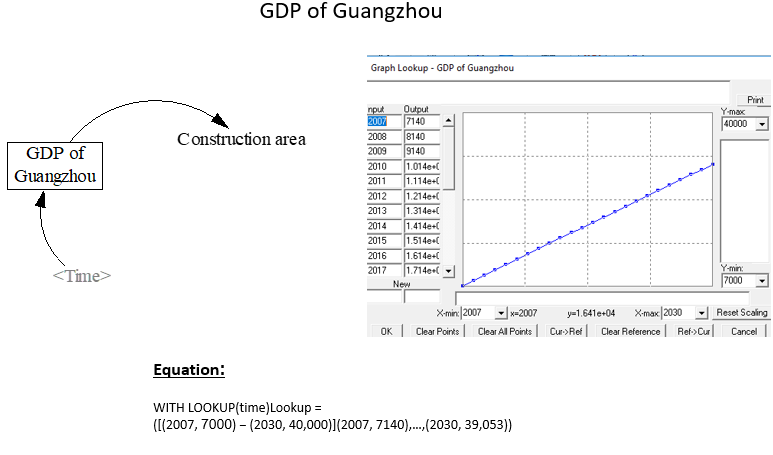 GDP of Guangzhou
Construction area
GDP of
Guangzhou
<Time>
Graph Lookup - GDP of Guangzhou
Print
Input Output
2007 7140
2008 8140
2009 9140
2010 1.014e+0
2011 1.114e+0
2012 1.214e+0
2013 1.314e+0
2014 1.414e+0
2015 1.514e+0
2016 1.614e+0
2017 1.714e+0
New
Y-max:
40000
Y-min:
7000
X-min: 2007 x=2007 y=1.641e+04 X-max: 2030 Reset Scaling
OK Clear Points Clear All Points Cur->Ref Clear Reference Ref->Cur Cancel
Equation:
WITH LOOKUP(time)Lookup =
([(2007, 7000) – (2030, 40,000)](2007, 7140),…,(2030, 39,053))